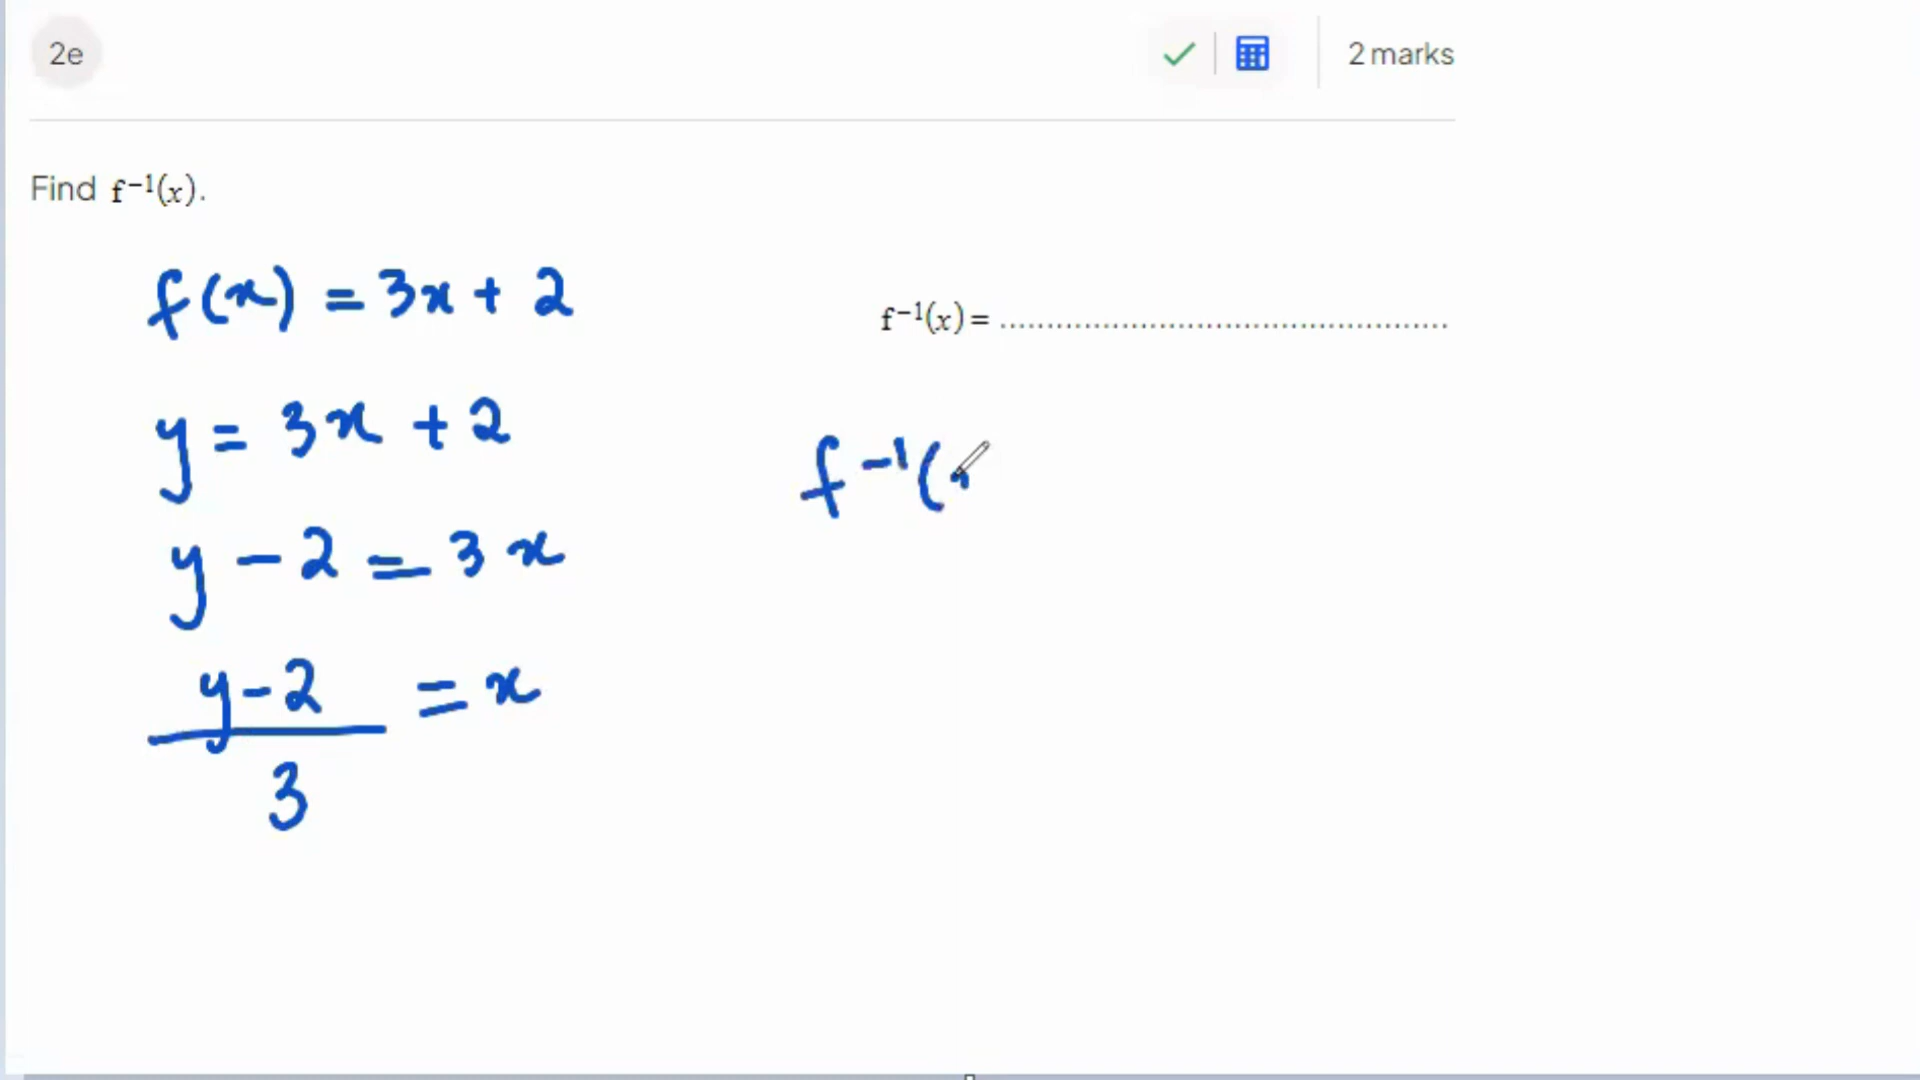 2e
2 marks
Find f⁻¹(x).
f(x) = 3x + 2
f⁻¹(x) = ................................................
y = 3x + 2
f⁻¹(
y - 2 = 3x
y - 2 = x
3